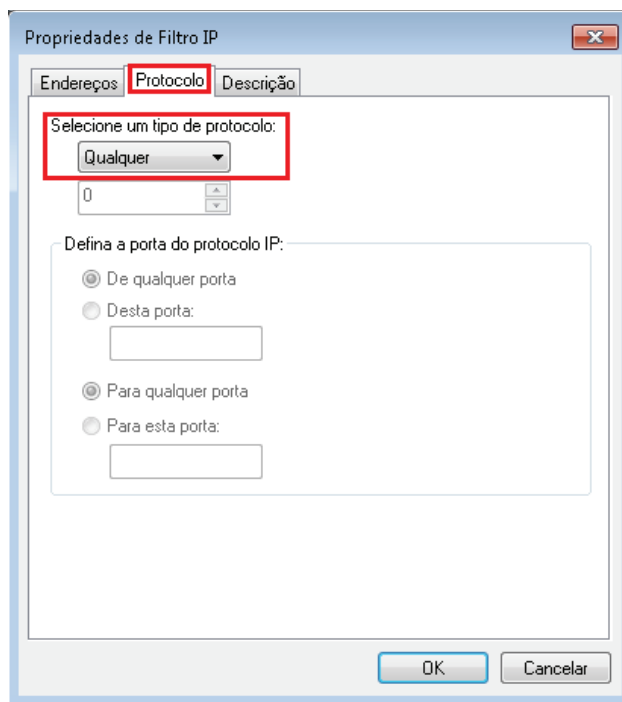 Propriedades de Filtro IP
Endereços Protocolo Descrição
Selecione um tipo de protocolo:
Qualquer
0
Defina a porta do protocolo IP:
De qualquer porta
Desta porta:
Para qualquer porta
Para esta porta:
OK Cancelar